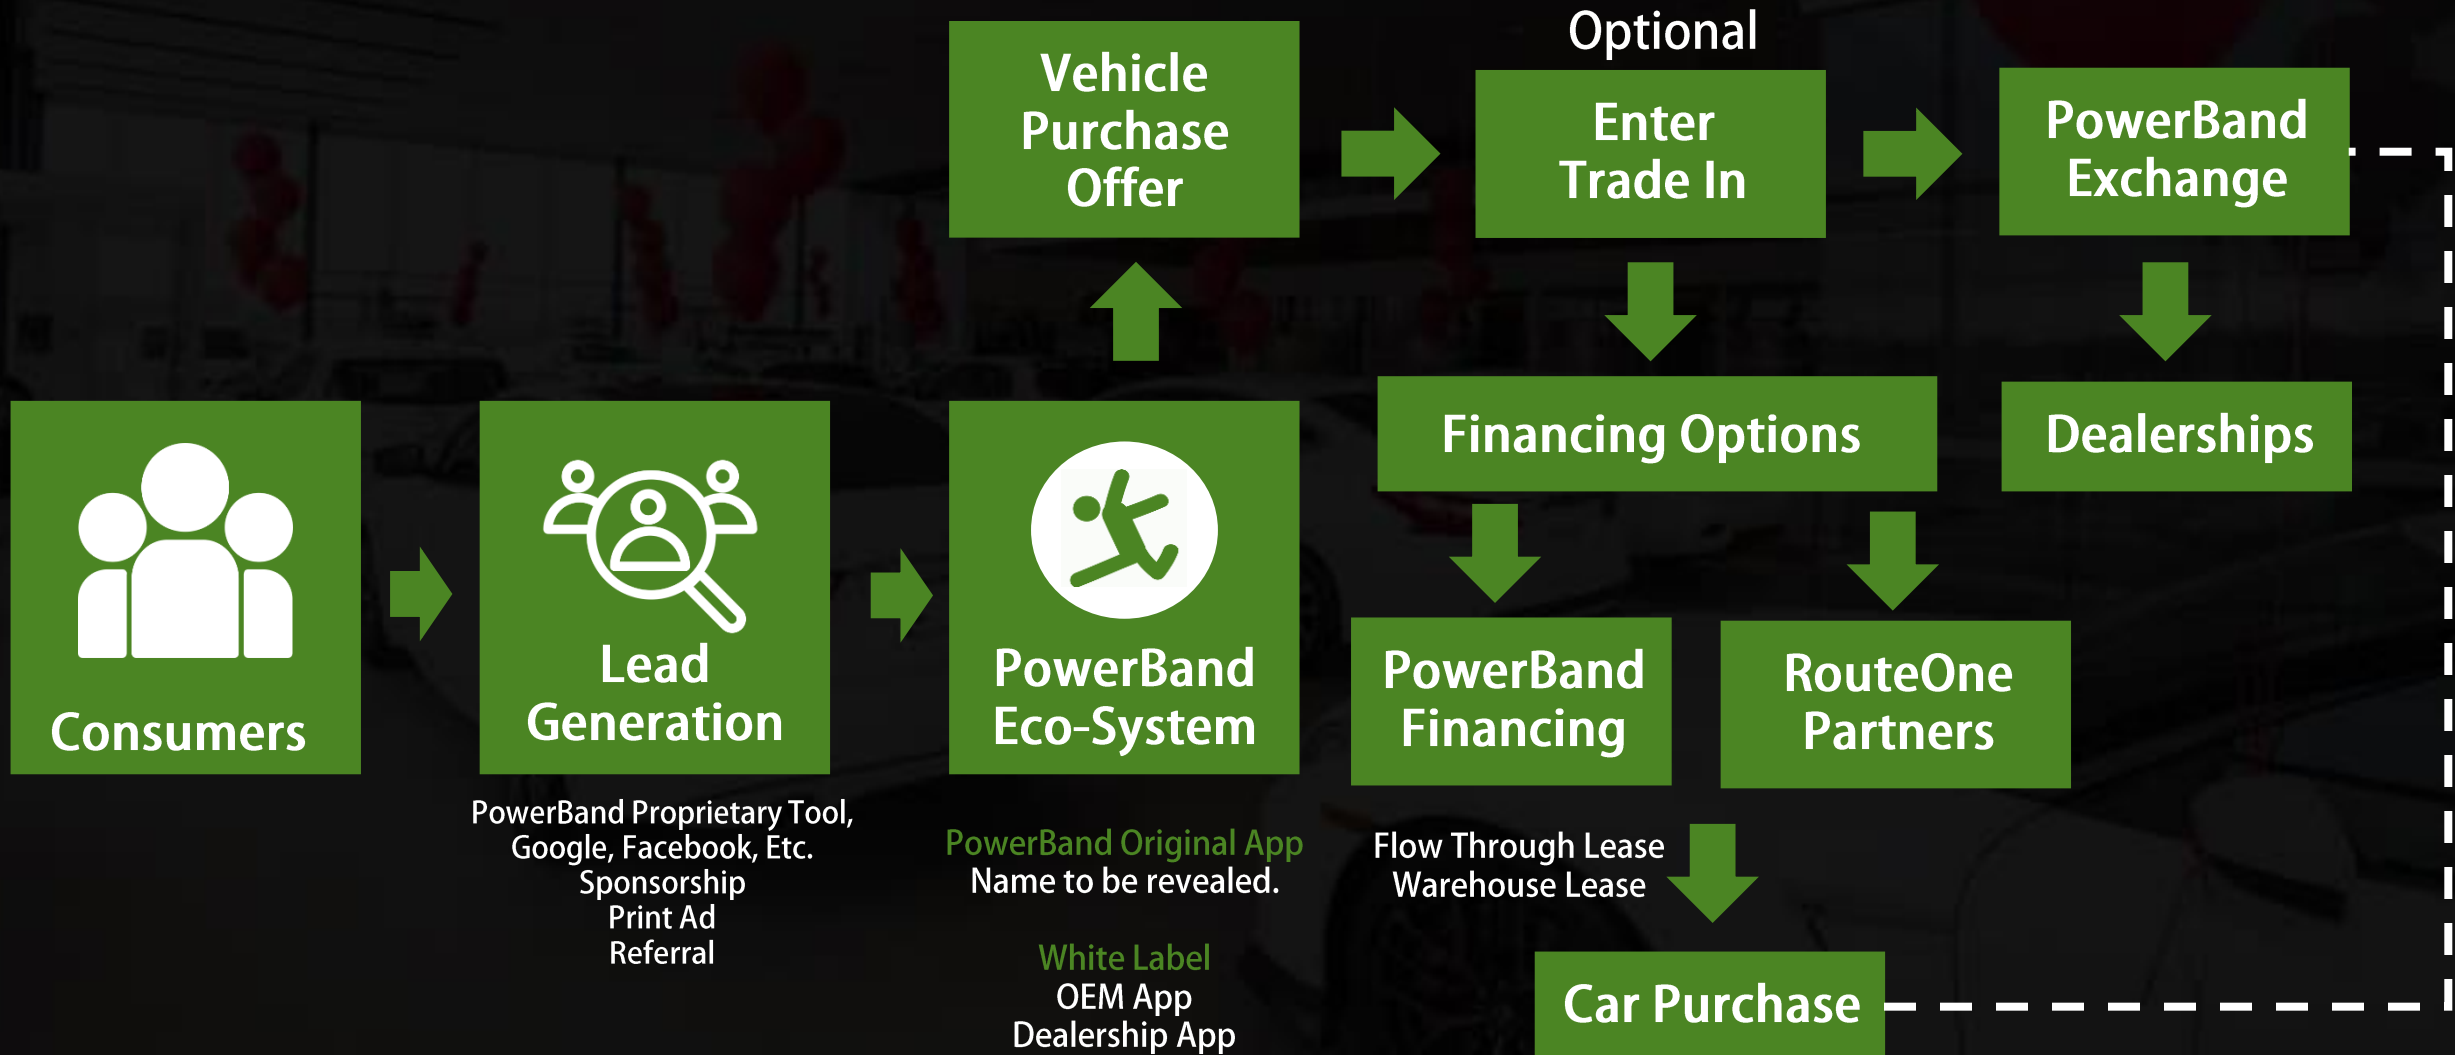 Optional
Vehicle
Purchase
Offer
Enter
Trade In
PowerBand
Exchange
Financing Options
Dealerships
Consumers
Lead
Generation
PowerBand
Eco-System
PowerBand
Financing
RouteOne
Partners
PowerBand Proprietary Tool,
Google, Facebook, Etc.
Sponsorship
Print Ad
Referral
PowerBand Original App
Name to be revealed.
White Label
OEM App
Dealership App
Flow Through Lease
Warehouse Lease
Car Purchase